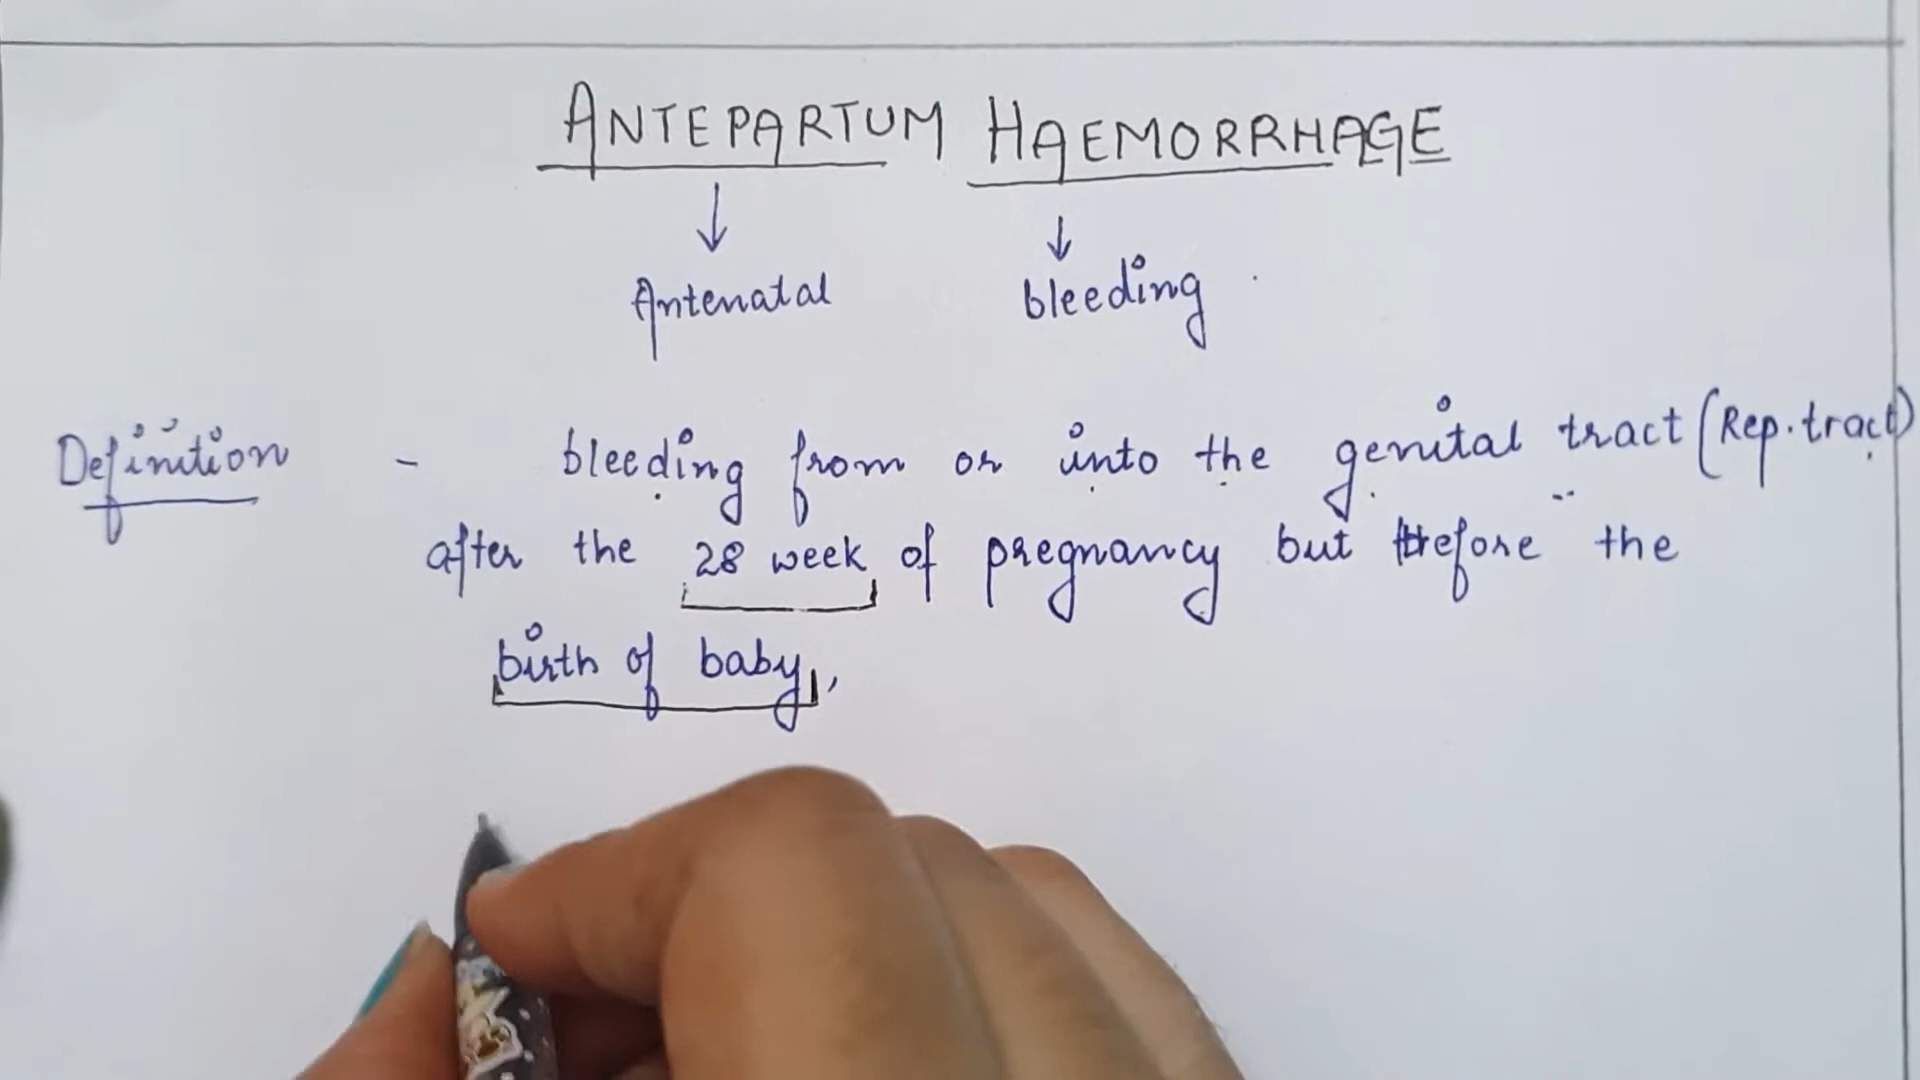 ANTEPARTUM HAEMORRHAGE
↓ ↓
Antenatal bleeding
Definition - bleeding from or into the genital tract (Rep. tract)
after the 28 week of pregnancy but before the
birth of baby,